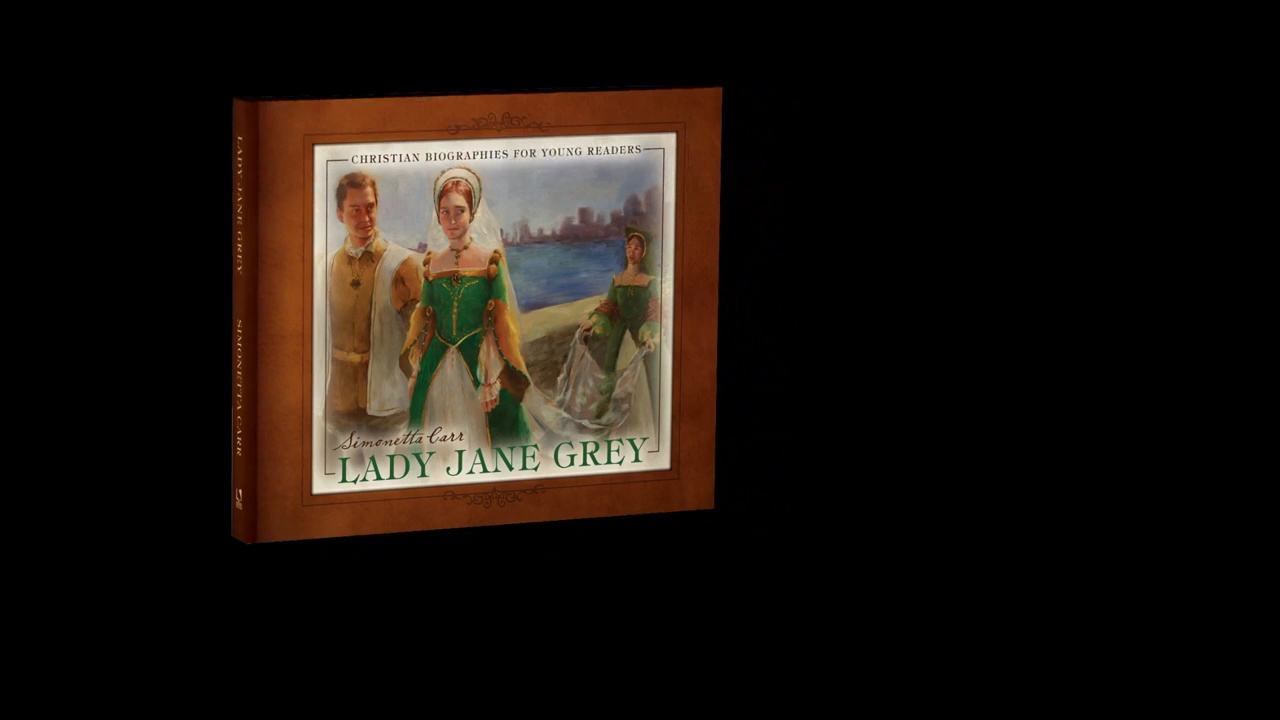 LADY JANE GREY
SIMONETTA CARR
CHRISTIAN BIOGRAPHIES FOR YOUNG READERS
Simonetta Carr
LADY JANE GREY